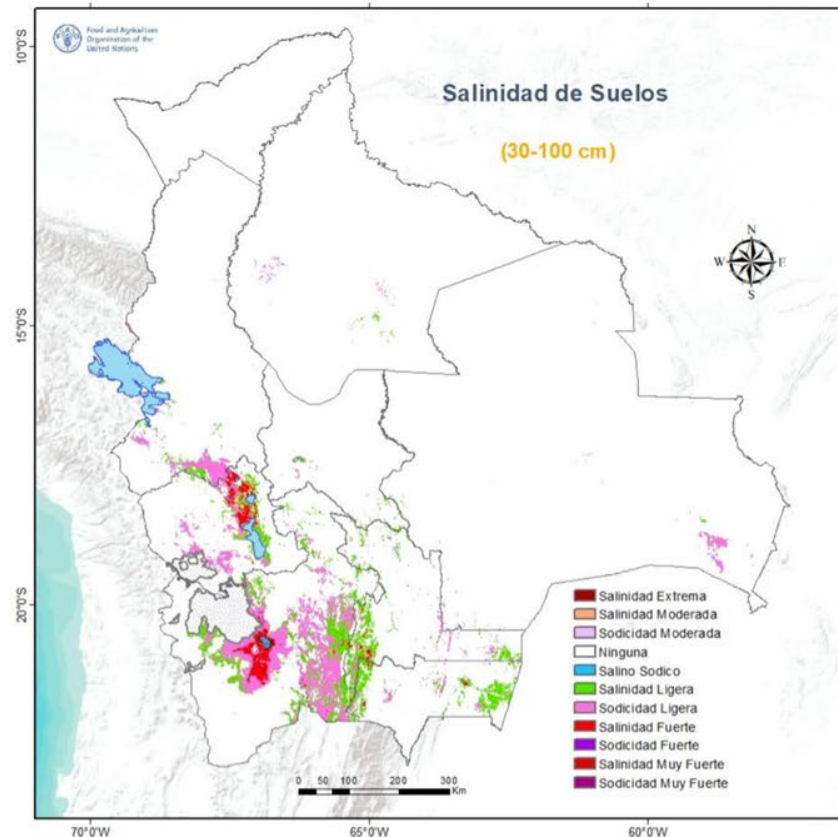 Food and Agriculture
Organization of the
United Nations
Salinidad de Suelos
(30-100 cm)
N
W
E
S
10°0'S
15°0'S
20°0'S
Salinidad Extrema
Salinidad Moderada
Sodicidad Moderada
Ninguna
Salino Sodico
Salinidad Ligera
Sodicidad Ligera
Salinidad Fuerte
Sodicidad Fuerte
Salinidad Muy Fuerte
Sodicidad Muy Fuerte
0 50 100 200 300
Km
70°0'W 65°0'W 60°0'W